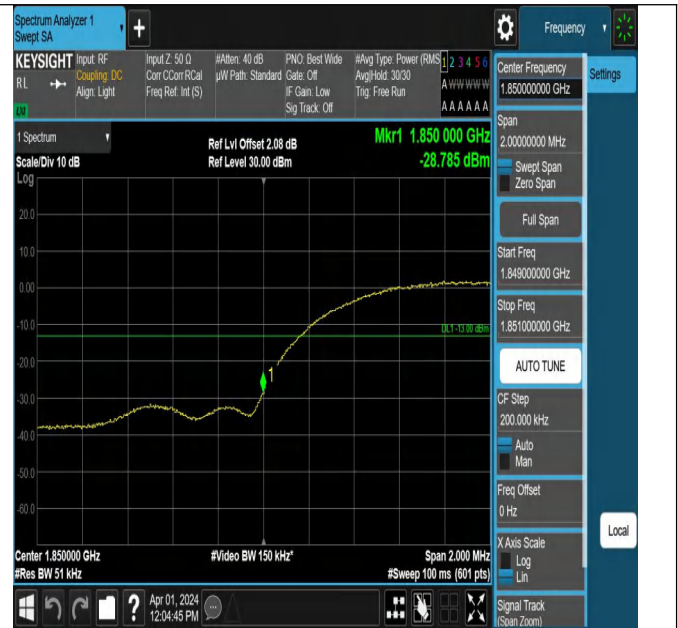 Spectrum Analyzer 1
Swept SA
+
Frequency
KEYSIGHT
RL
Input: RF
Coupling: DC
Align: Light
Input Z: 50 Ω
Corr CCorr RCal
Freq Ref: Int (S)
#Atten: 40 dB
µW Path: Standard
PNO: Best Wide
Gate: Off
IF Gain: Low
Sig Track: Off
#Avg Type: Power (RMS
Avg|Hold: 30/30
Trig: Free Run
1 2 3 4 5 6
A WW WW W
A A A A A A
1 Spectrum
Scale/Div 10 dB
Log
Ref Lvl Offset 2.08 dB
Ref Level 30.00 dBm
Mkr1 1.850 000 GHz
-28.785 dBm
20.0
10.0
0.00
-10.0
-20.0
-30.0
-40.0
-50.0
-60.0
DL1 -13.00 dBm
1
Center 1.850000 GHz
#Res BW 51 kHz
#Video BW 150 kHz*
Span 2.000 MHz
#Sweep 100 ms (601 pts)
Center Frequency
1.850000000 GHz
Settings
Span
2.00000000 MHz
Swept Span
Zero Span
Full Span
Start Freq
1.849000000 GHz
Stop Freq
1.851000000 GHz
AUTO TUNE
CF Step
200.000 kHz
Auto
Man
Freq Offset
0 Hz
X Axis Scale
Log
Lin
Signal Track
(Span Zoom)
Local
?
Apr 01, 2024
12:04:45 PM